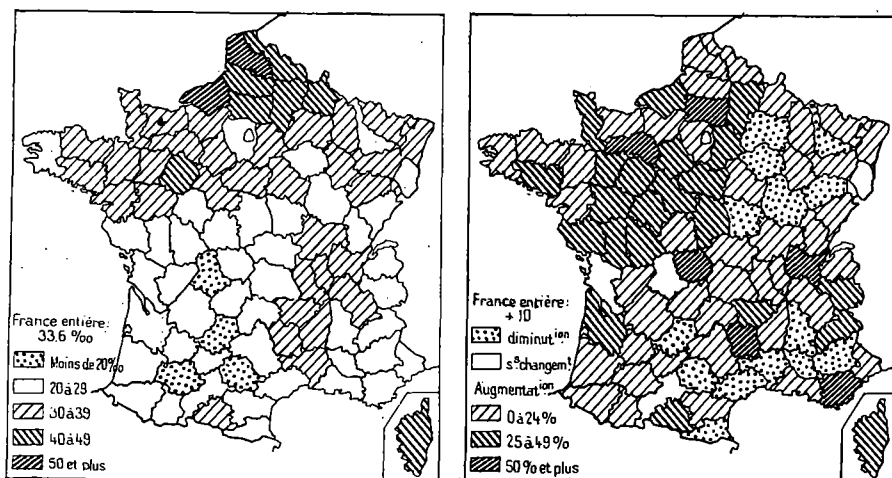 France entière:
33,6 ‰
Moins de 20‰
20 à 29
30 à 39
40 à 49
50 et plus
France entière:
+ 10
diminut.ion
s.s changem.t
Augmentat.ion
0 à 24 %
25 à 49 %
50 % et plus